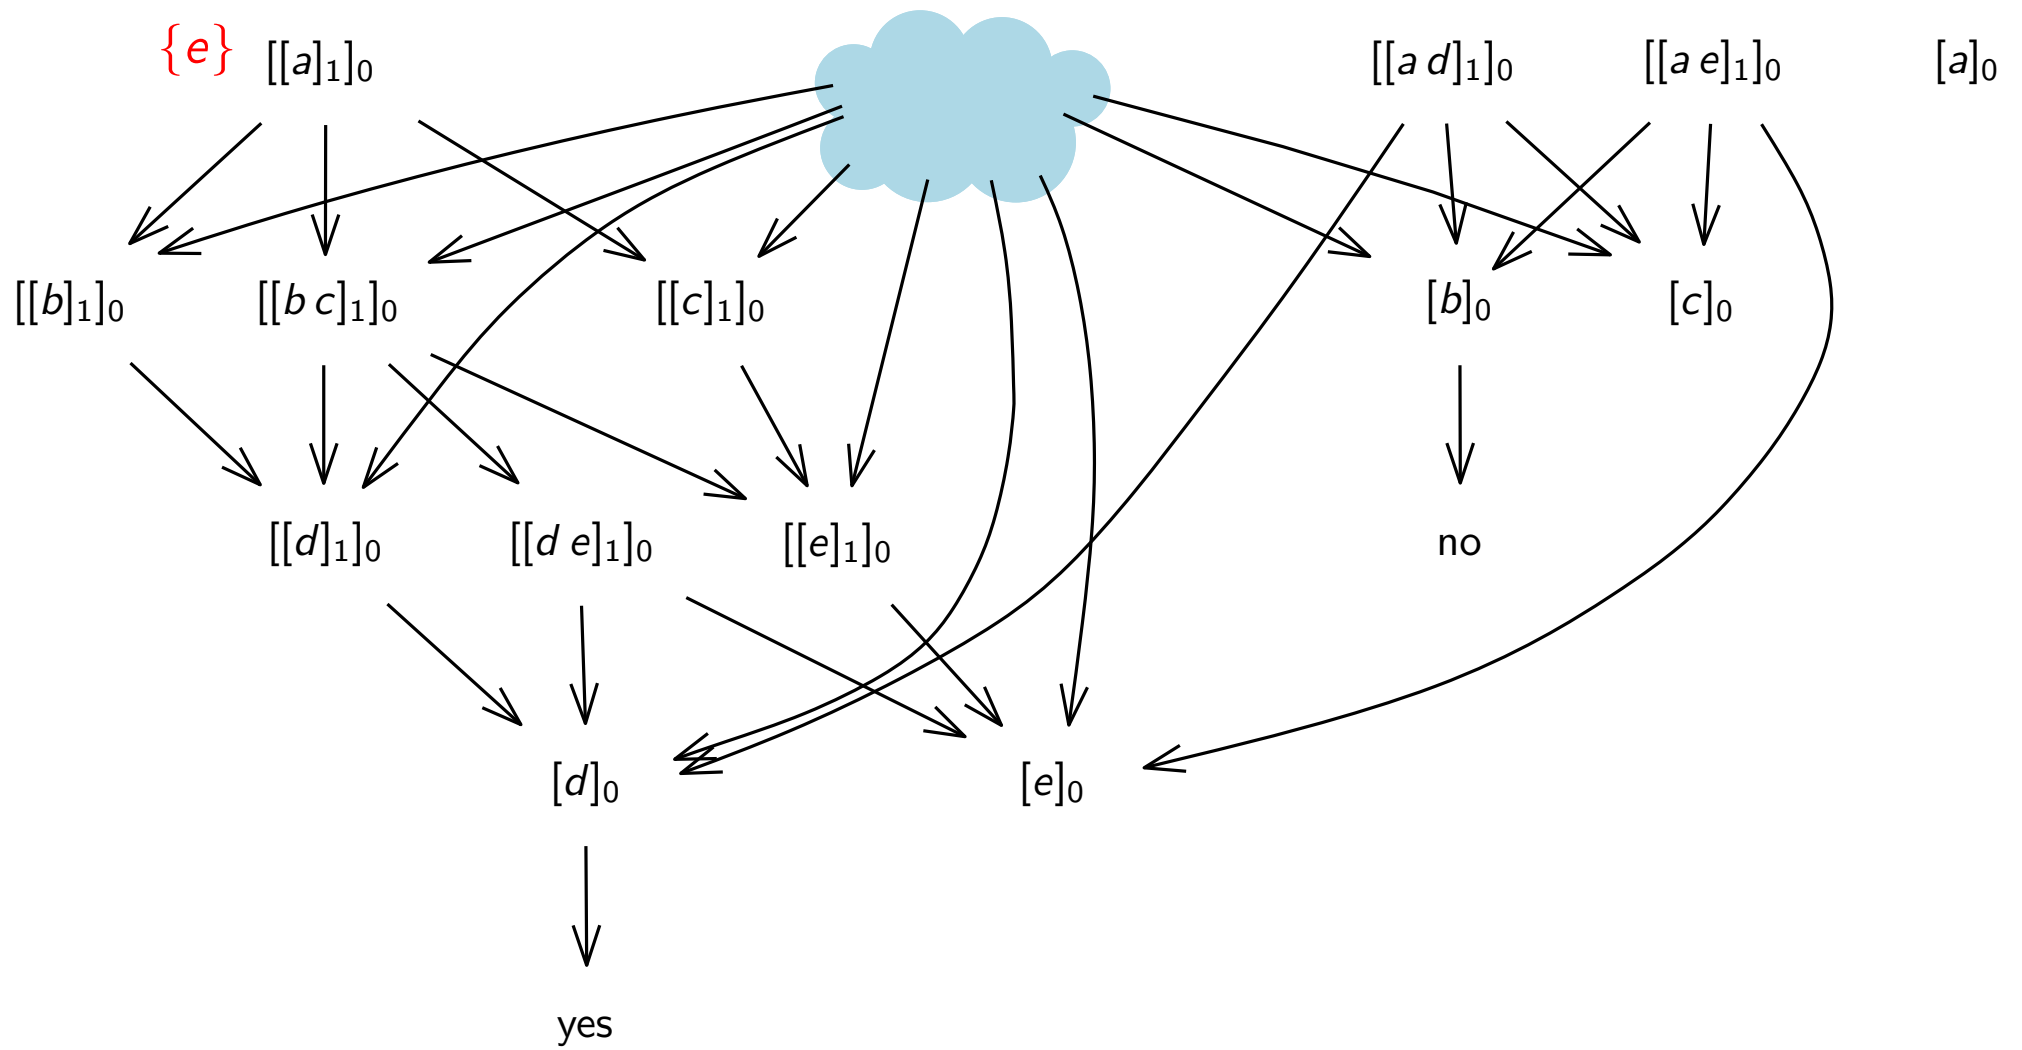 {e} [[a]₁]₀ [[a d]₁]₀ [[a e]₁]₀ [a]₀
[[b]₁]₀ [[b c]₁]₀ [[c]₁]₀ [b]₀ [c]₀
[[d]₁]₀ [[d e]₁]₀ [[e]₁]₀ no
[d]₀ [e]₀
yes